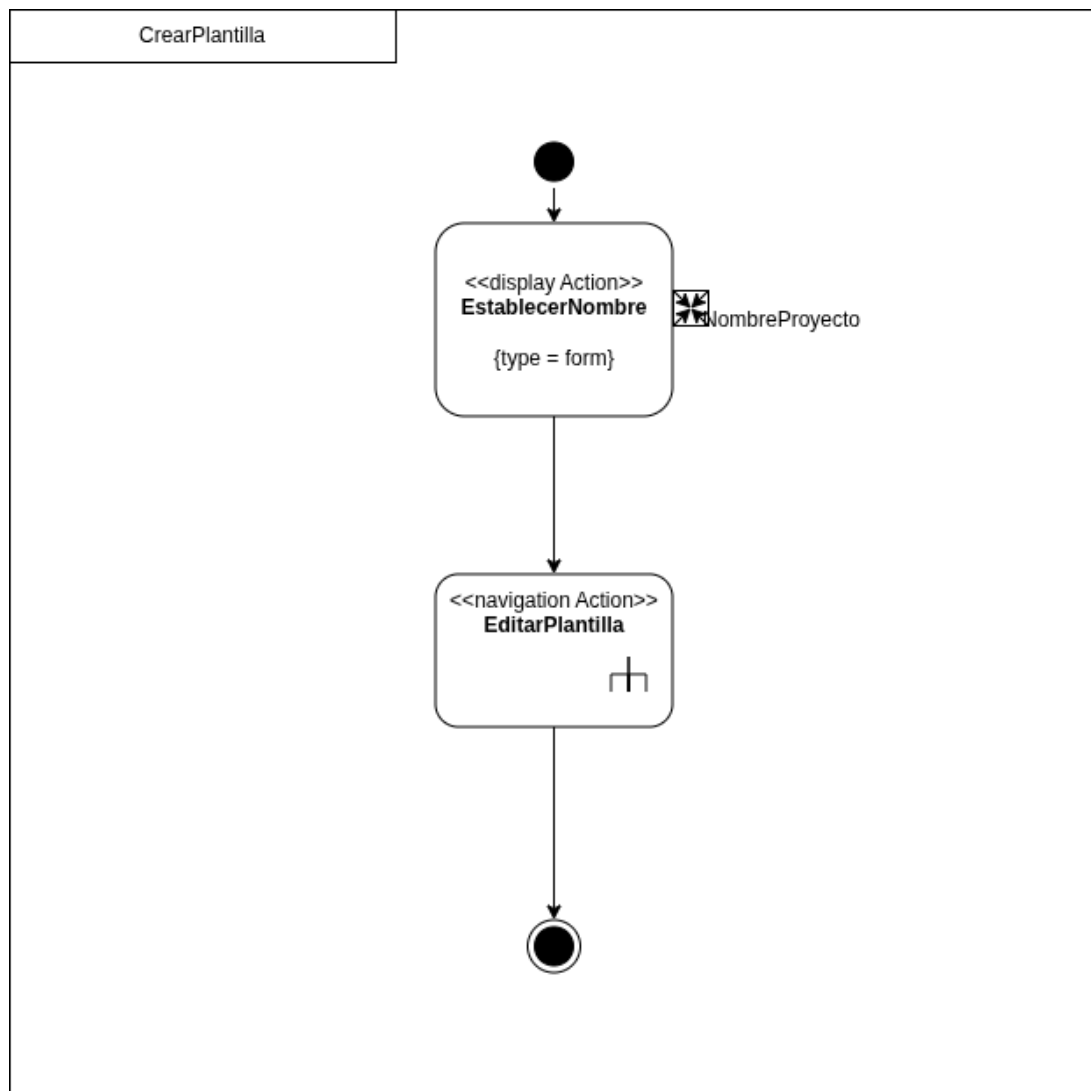 CrearPlantilla
<<display Action>>
EstablecerNombre
{type = form}
NombreProyecto
<<navigation Action>>
EditarPlantilla